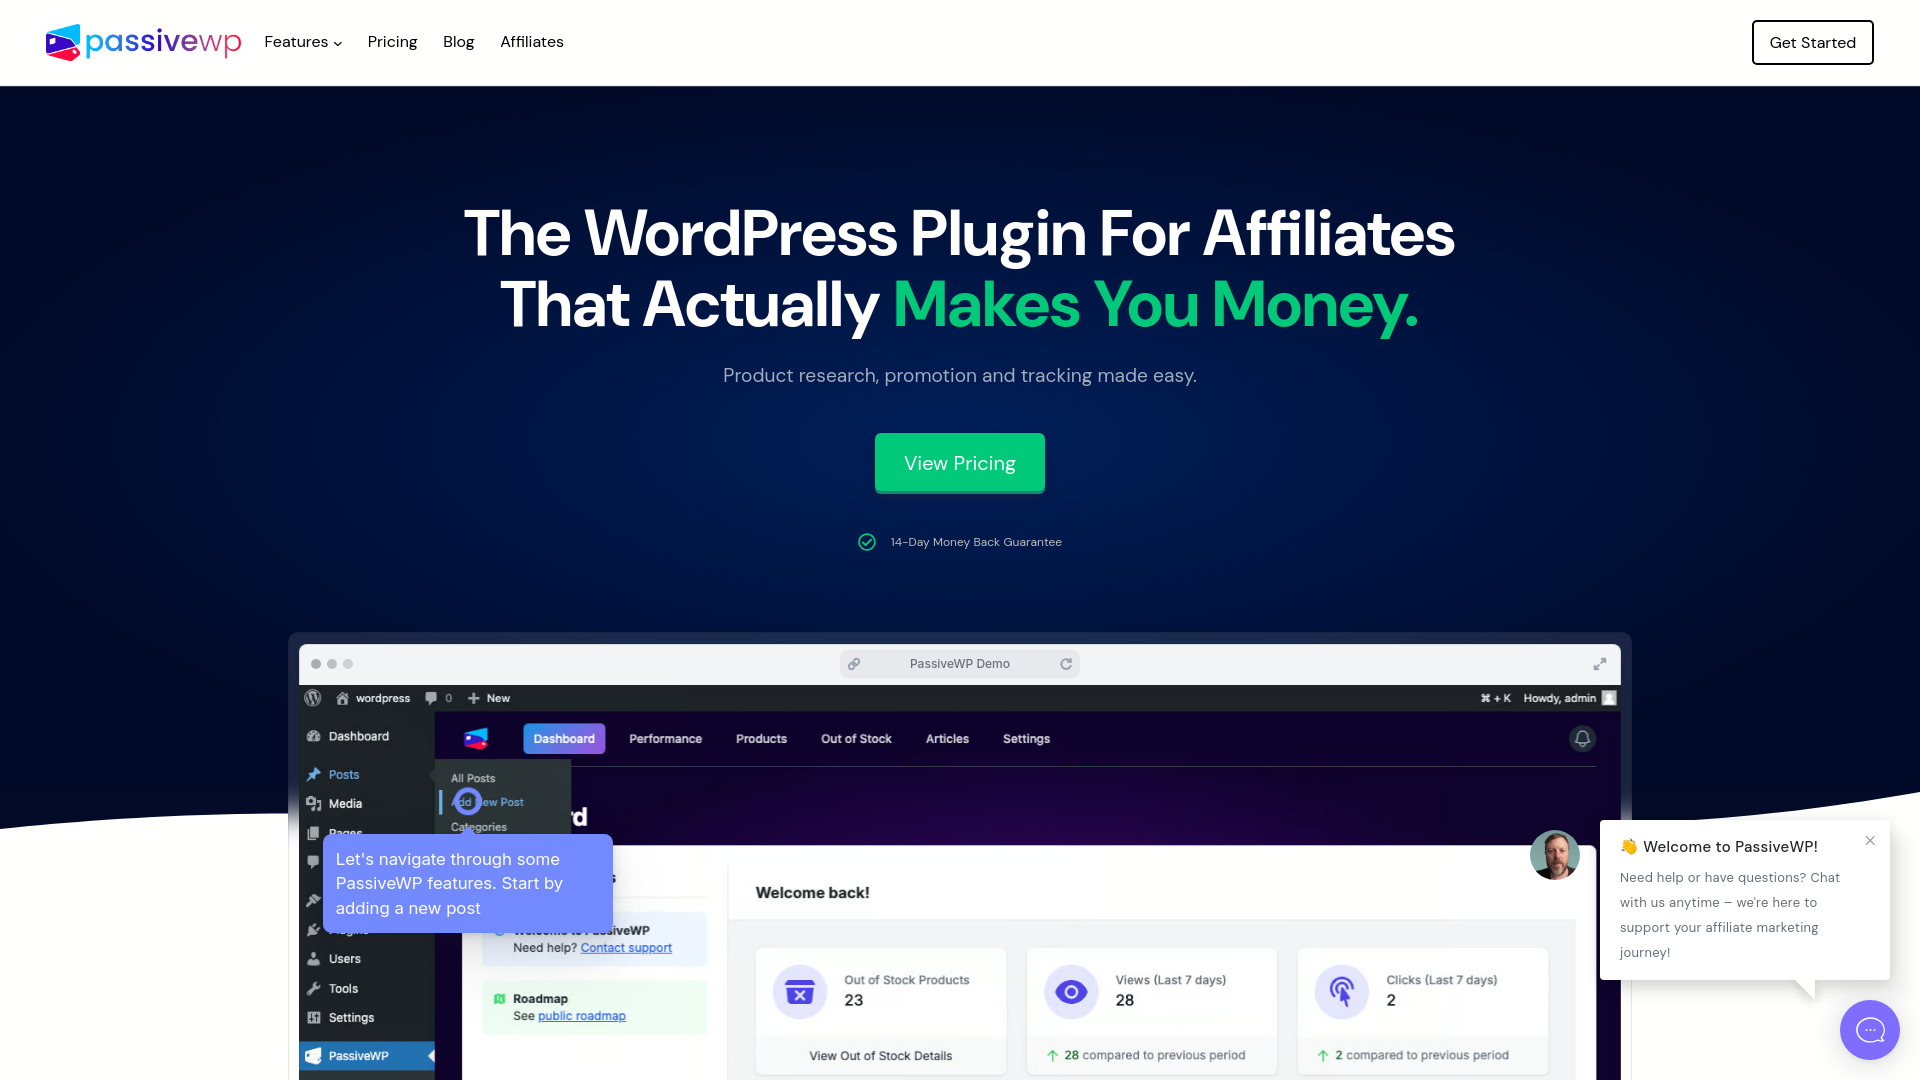 passivewp
Features
Pricing
Blog
Affiliates
Get Started
The WordPress Plugin For Affiliates
That Actually Makes You Money.
Product research, promotion and tracking made easy.
View Pricing
14-Day Money Back Guarantee
PassiveWP Demo
wordpress
0
New
⌘ + K
Howdy, admin
Dashboard
Posts
Media
Users
Tools
Settings
PassiveWP
All Posts
Add New Post
Categories
Dashboard
Performance
Products
Out of Stock
Articles
Settings
Let's navigate through some
PassiveWP features. Start by
adding a new post
Need help? Contact support
Roadmap
See public roadmap
Welcome back!
Out of Stock Products
23
View Out of Stock Details
Views (Last 7 days)
28
28 compared to previous period
Clicks (Last 7 days)
2
2 compared to previous period
👋 Welcome to PassiveWP!
Need help or have questions? Chat
with us anytime – we're here to
support your affiliate marketing
journey!